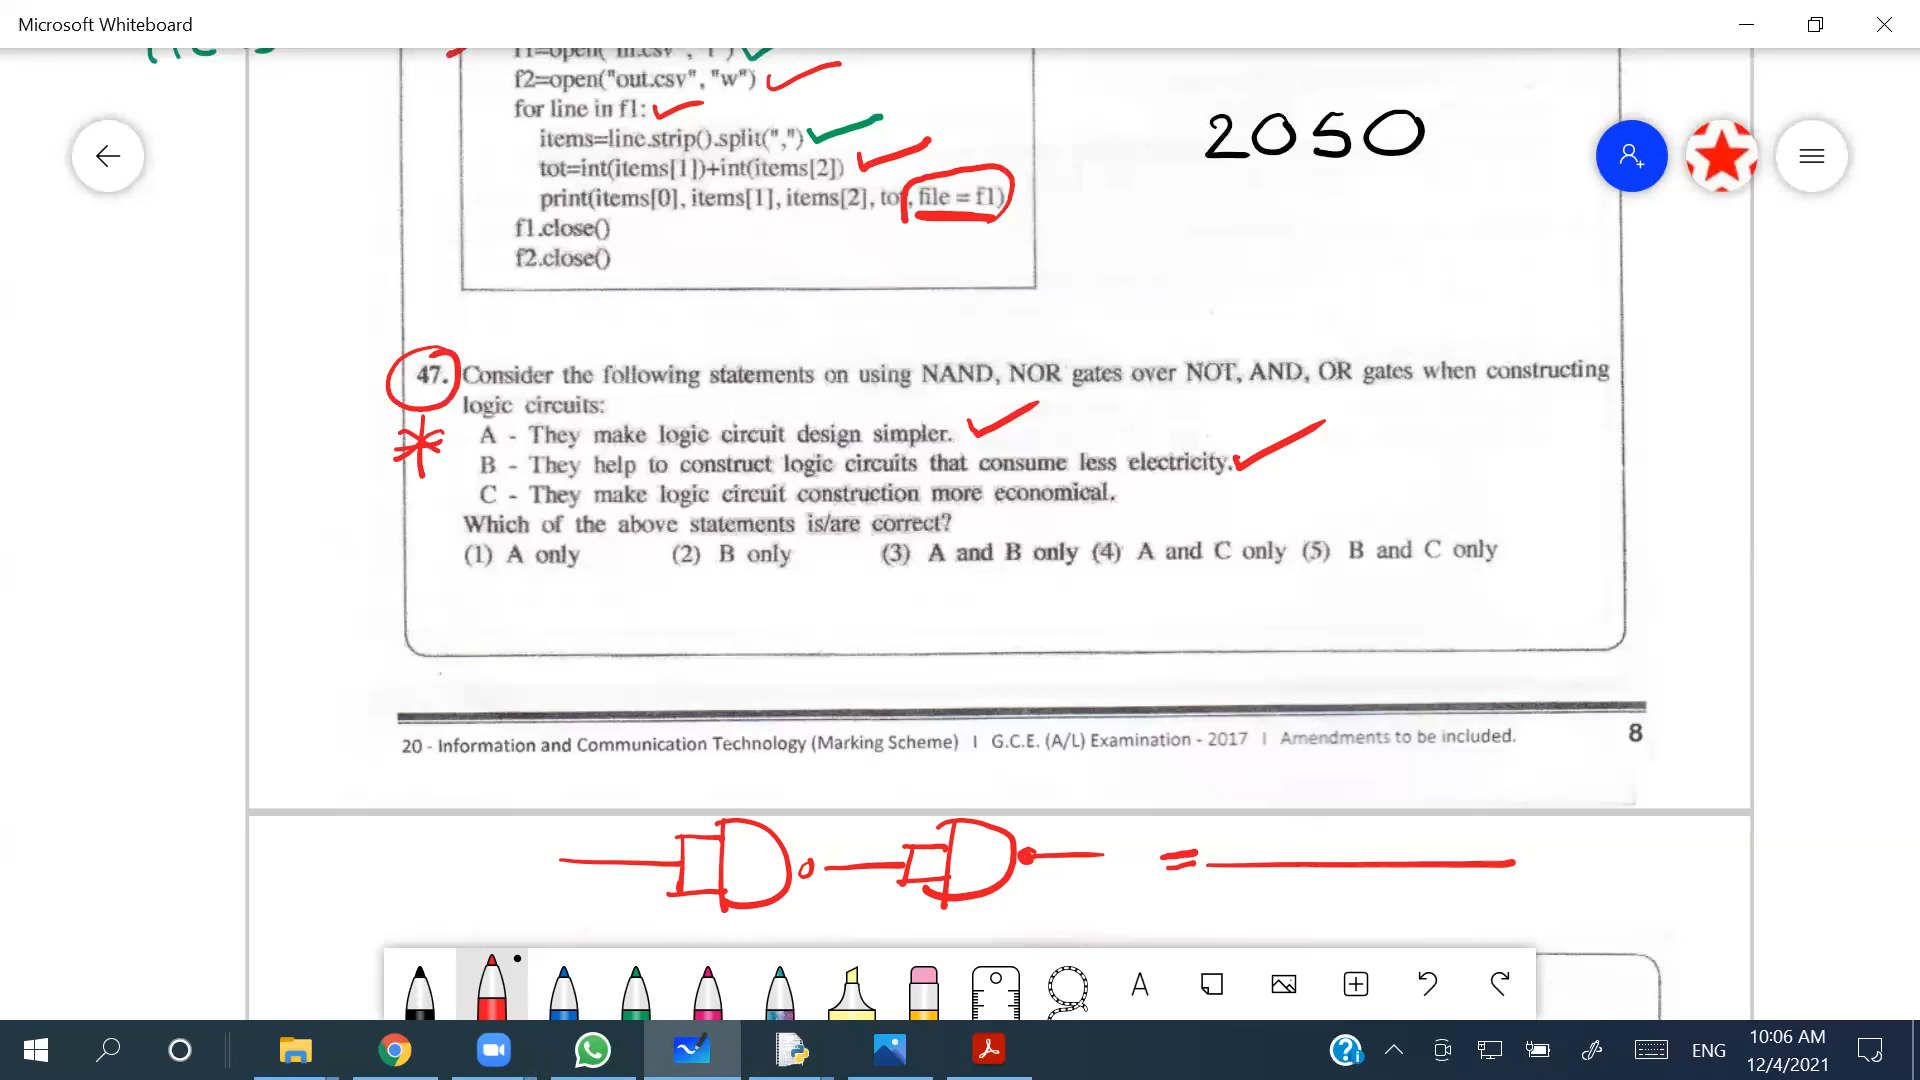 Microsoft Whiteboard
f1=open("in.csv", "r")
f2=open("out.csv", "w")
for line in f1:
items=line.strip().split(",")
tot=int(items[1])+int(items[2])
print(items[0], items[1], items[2], tot, file = f1)
f1.close()
f2.close()
2050
47. Consider the following statements on using NAND, NOR gates over NOT, AND, OR gates when constructing
logic circuits:
A - They make logic circuit design simpler.
B - They help to construct logic circuits that consume less electricity.
C - They make logic circuit construction more economical.
Which of the above statements is/are correct?
(1) A only (2) B only (3) A and B only (4) A and C only (5) B and C only
20 - Information and Communication Technology (Marking Scheme) | G.C.E. (A/L) Examination - 2017 | Amendments to be included.
8
=
ENG
10:06 AM
12/4/2021